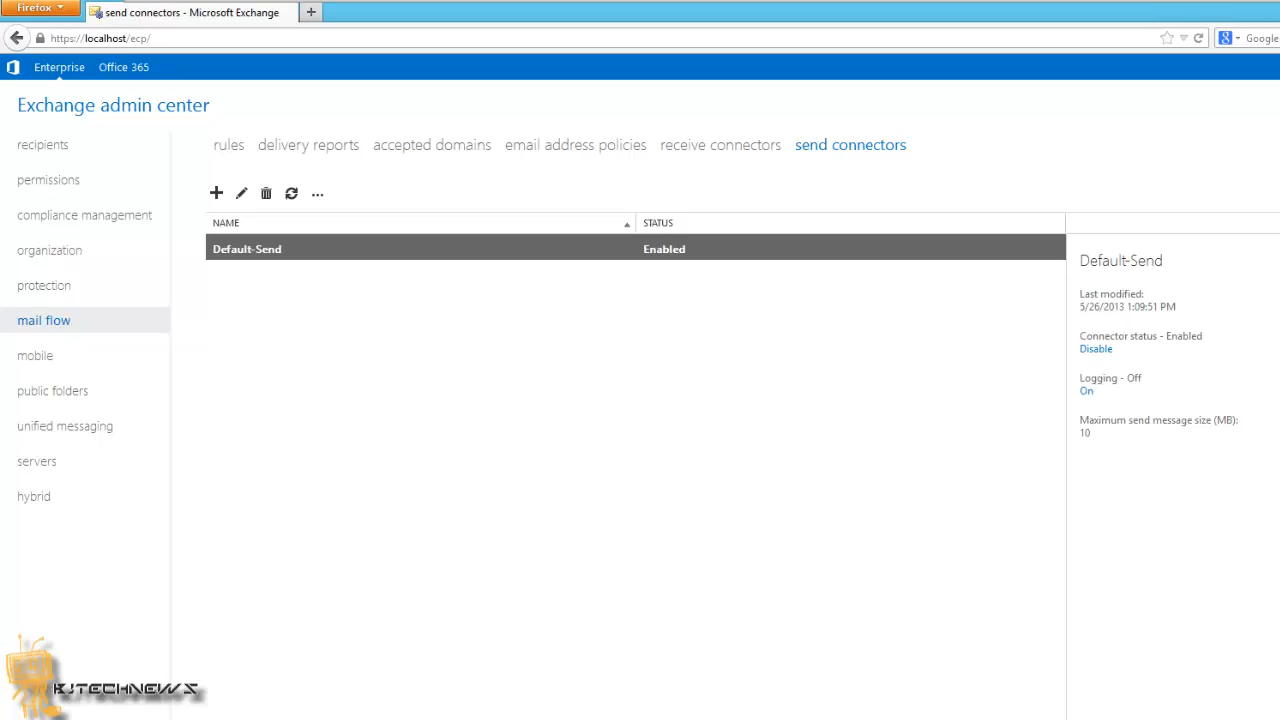 Firefox
send connectors - Microsoft Exchange
https://localhost/ecp/
Google
Enterprise Office 365
Exchange admin center
recipients
permissions
compliance management
organization
protection
mail flow
mobile
public folders
unified messaging
servers
hybrid
rules delivery reports accepted domains email address policies receive connectors send connectors
NAME STATUS
Default-Send Enabled
Default-Send
Last modified:
5/26/2013 1:09:51 PM
Connector status - Enabled
Disable
Logging - Off
On
Maximum send message size (MB):
10
BJTECHNEWS